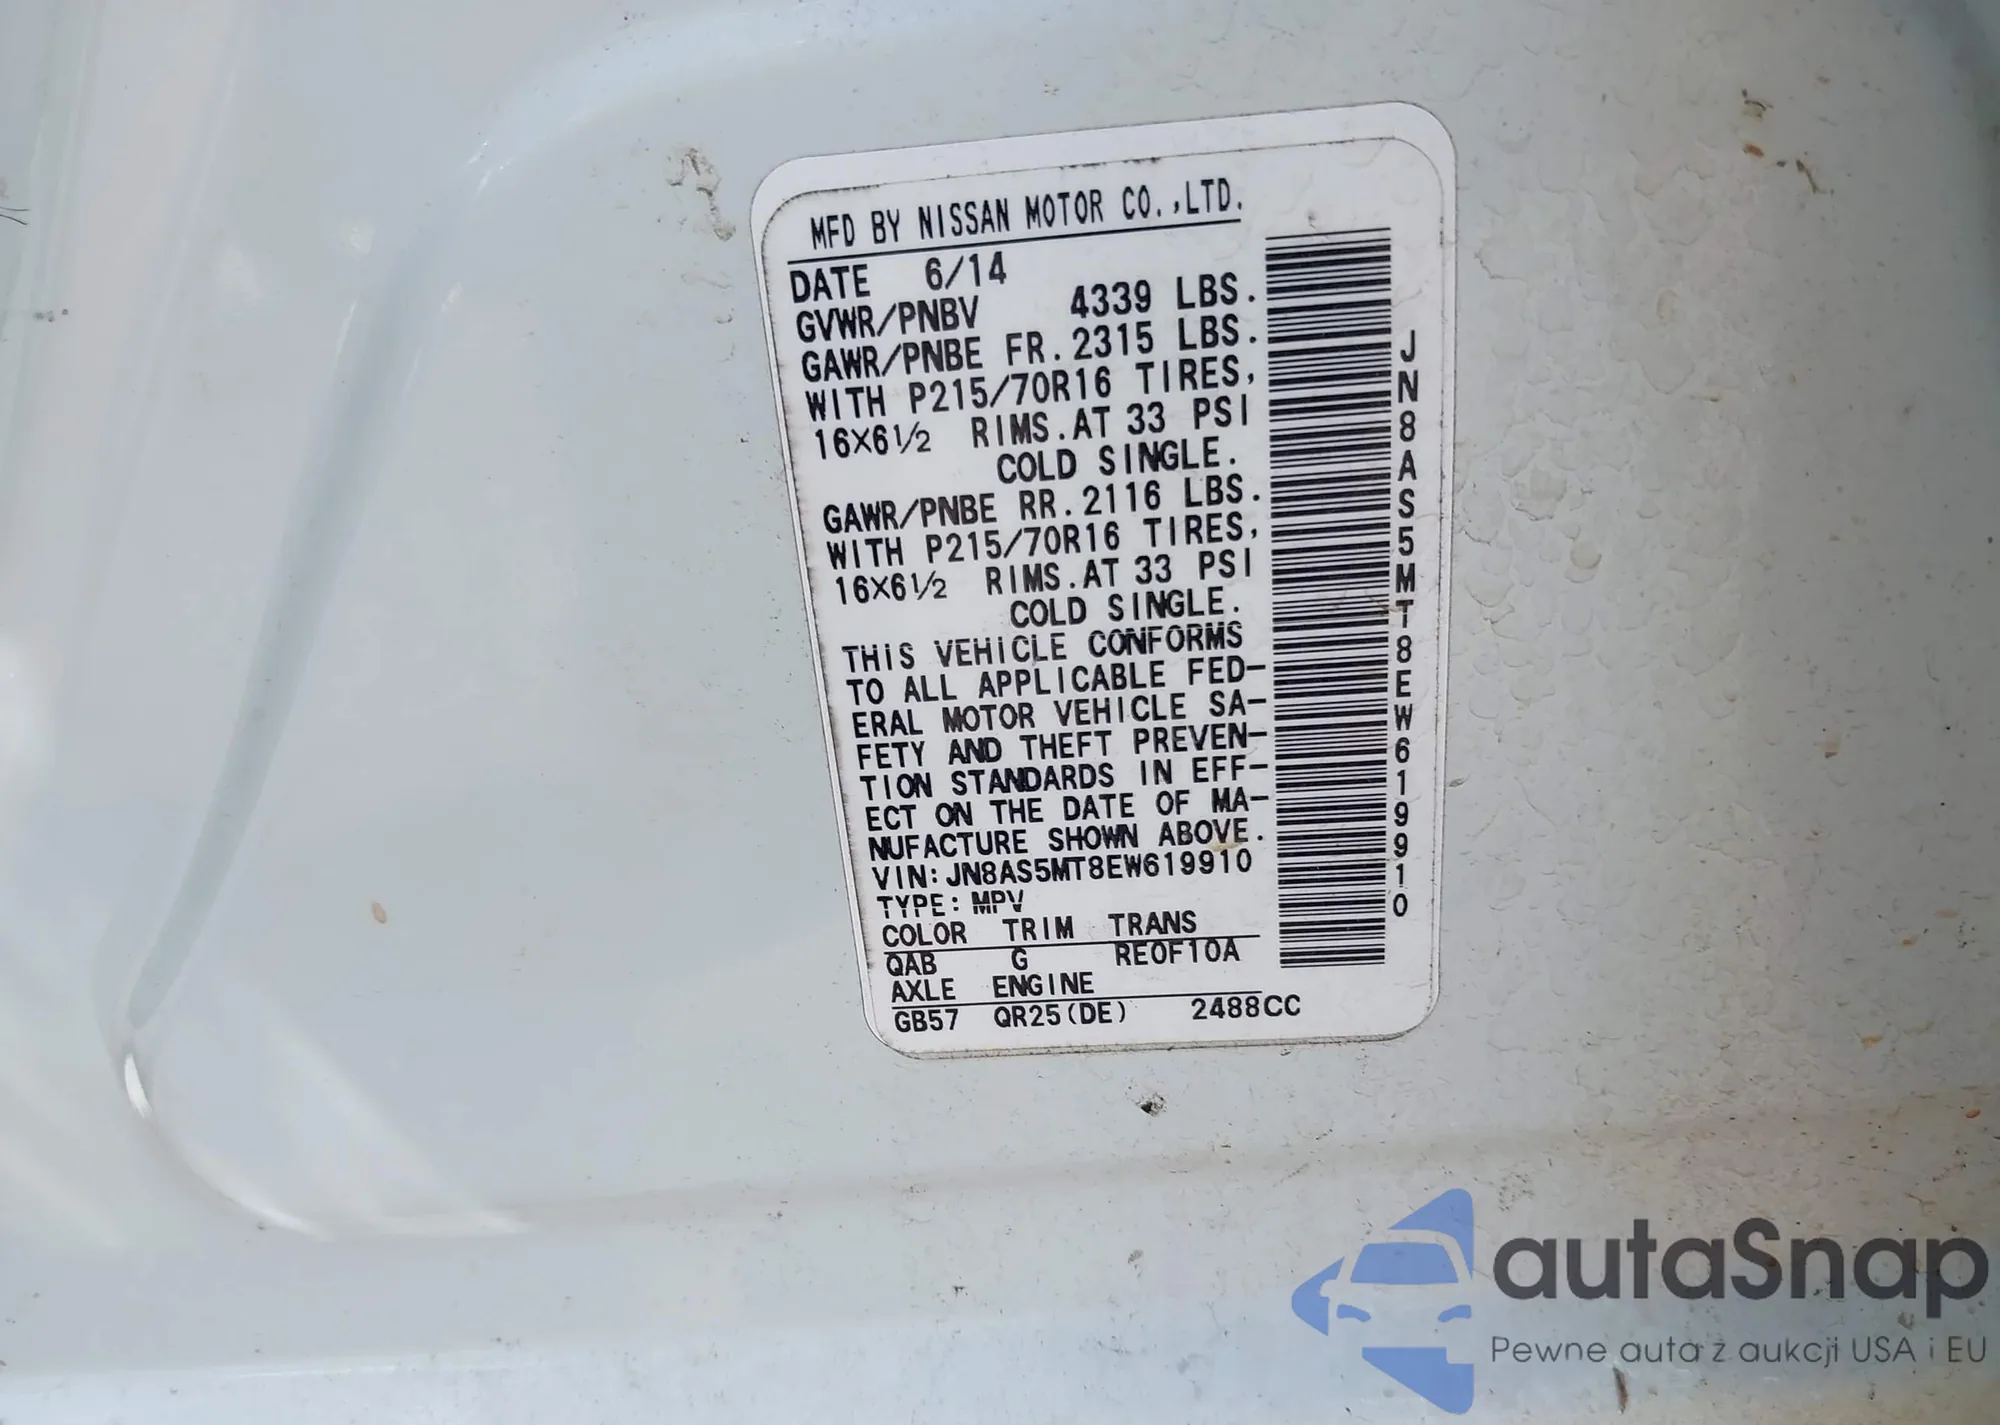 MFD BY NISSAN MOTOR CO.,LTD.
DATE 6/14
GVWR/PNBV 4339 LBS.
GAWR/PNBE FR.2315 LBS.
WITH P215/70R16 TIRES,
16X6½ RIMS.AT 33 PSI
COLD SINGLE.
GAWR/PNBE RR.2116 LBS.
WITH P215/70R16 TIRES,
16X6½ RIMS.AT 33 PSI
COLD SINGLE.
THIS VEHICLE CONFORMS
TO ALL APPLICABLE FED-
ERAL MOTOR VEHICLE SA-
FETY AND THEFT PREVEN-
TION STANDARDS IN EFF-
ECT ON THE DATE OF MA-
NUFACTURE SHOWN ABOVE.
VIN:JN8AS5MT8EW619910
TYPE:MPV
COLOR TRIM TRANS
QAB G RE0F10A
AXLE ENGINE
GB57 QR25(DE) 2488CC
JN8AS5MT8EW619910
autaSnap
Pewne auta z aukcji USA i EU